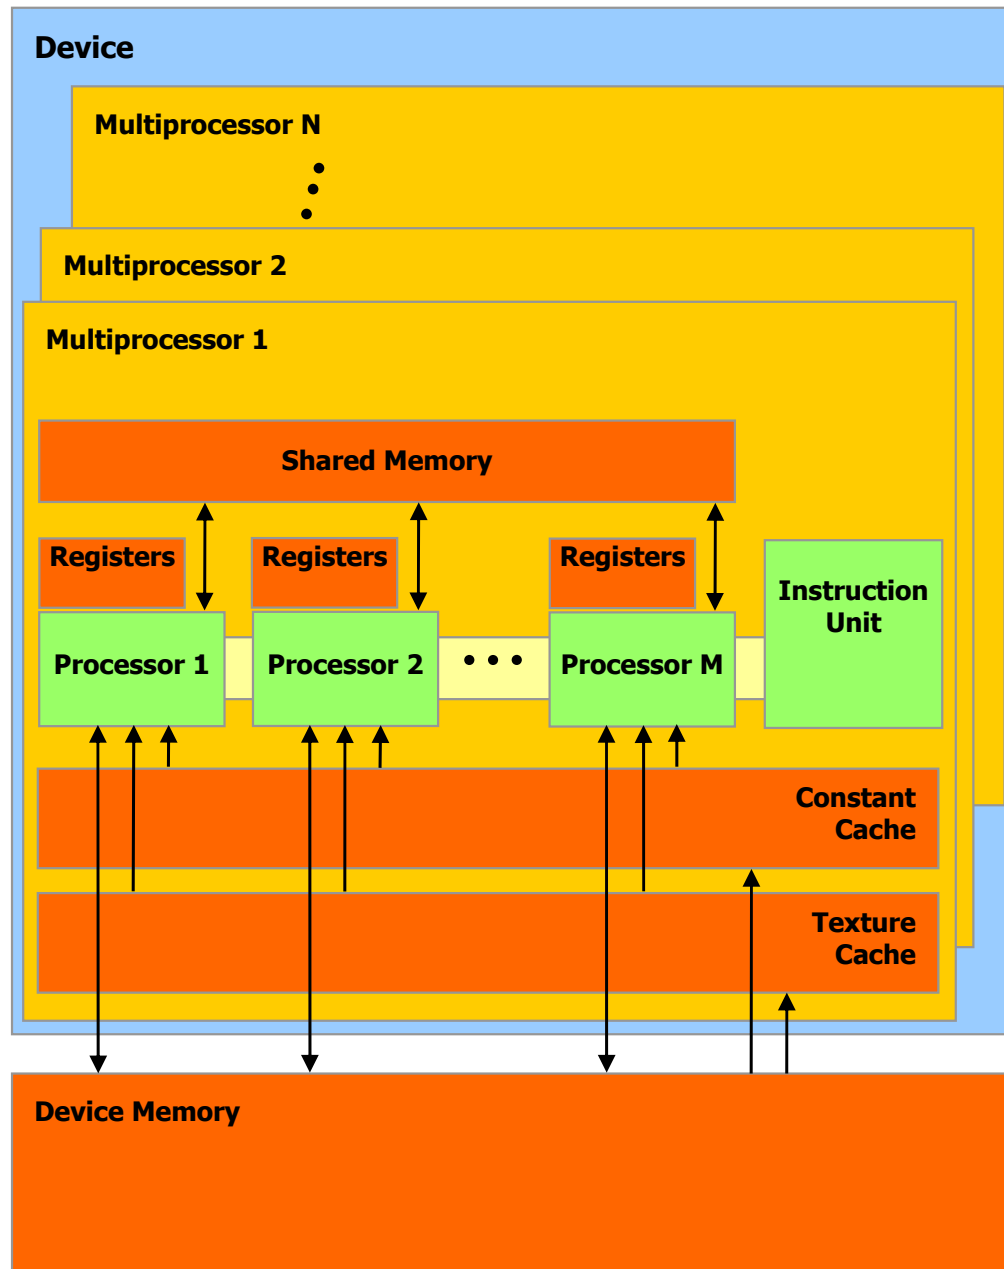 Device
Multiprocessor N
Multiprocessor 2
Multiprocessor 1
Shared Memory
Registers
Registers
Registers
Instruction
Unit
Processor 1
Processor 2
• • •
Processor M
Constant
Cache
Texture
Cache
Device Memory